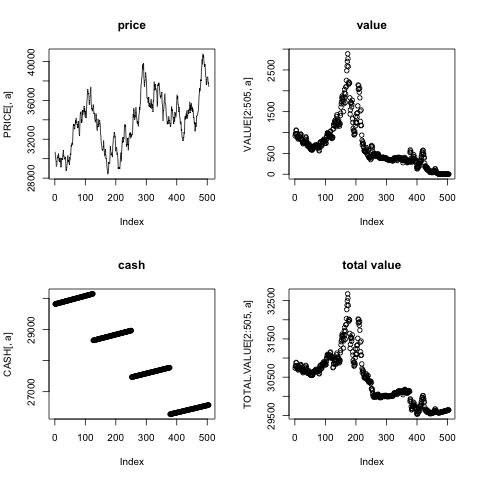 price
PRICE[, a]
28000 32000 36000 40000
0 100 200 300 400 500
Index
value
VALUE[2:505, a]
0 500 1500 2500
0 100 200 300 400 500
Index
cash
CASH[, a]
27000 29000
0 100 200 300 400 500
Index
total value
TOTAL.VALUE[2:505, a]
29500 30500 31500 32500
0 100 200 300 400 500
Index